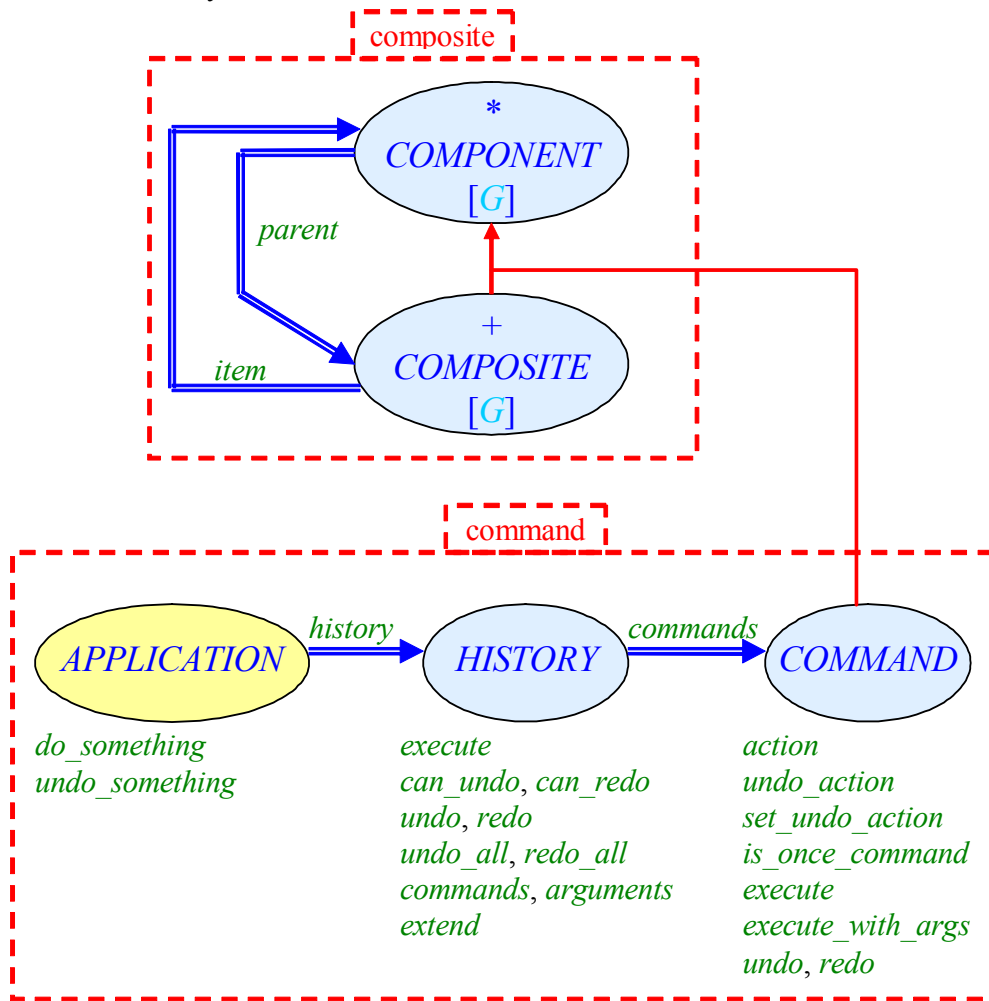 composite
*
COMPONENT
[G]
parent
+
COMPOSITE
[G]
item
command
APPLICATION
history
HISTORY
commands
COMMAND
do_something
undo_something
execute
can_undo, can_redo
undo, redo
undo_all, redo_all
commands, arguments
extend
action
undo_action
set_undo_action
is_once_command
execute
execute_with_args
undo, redo